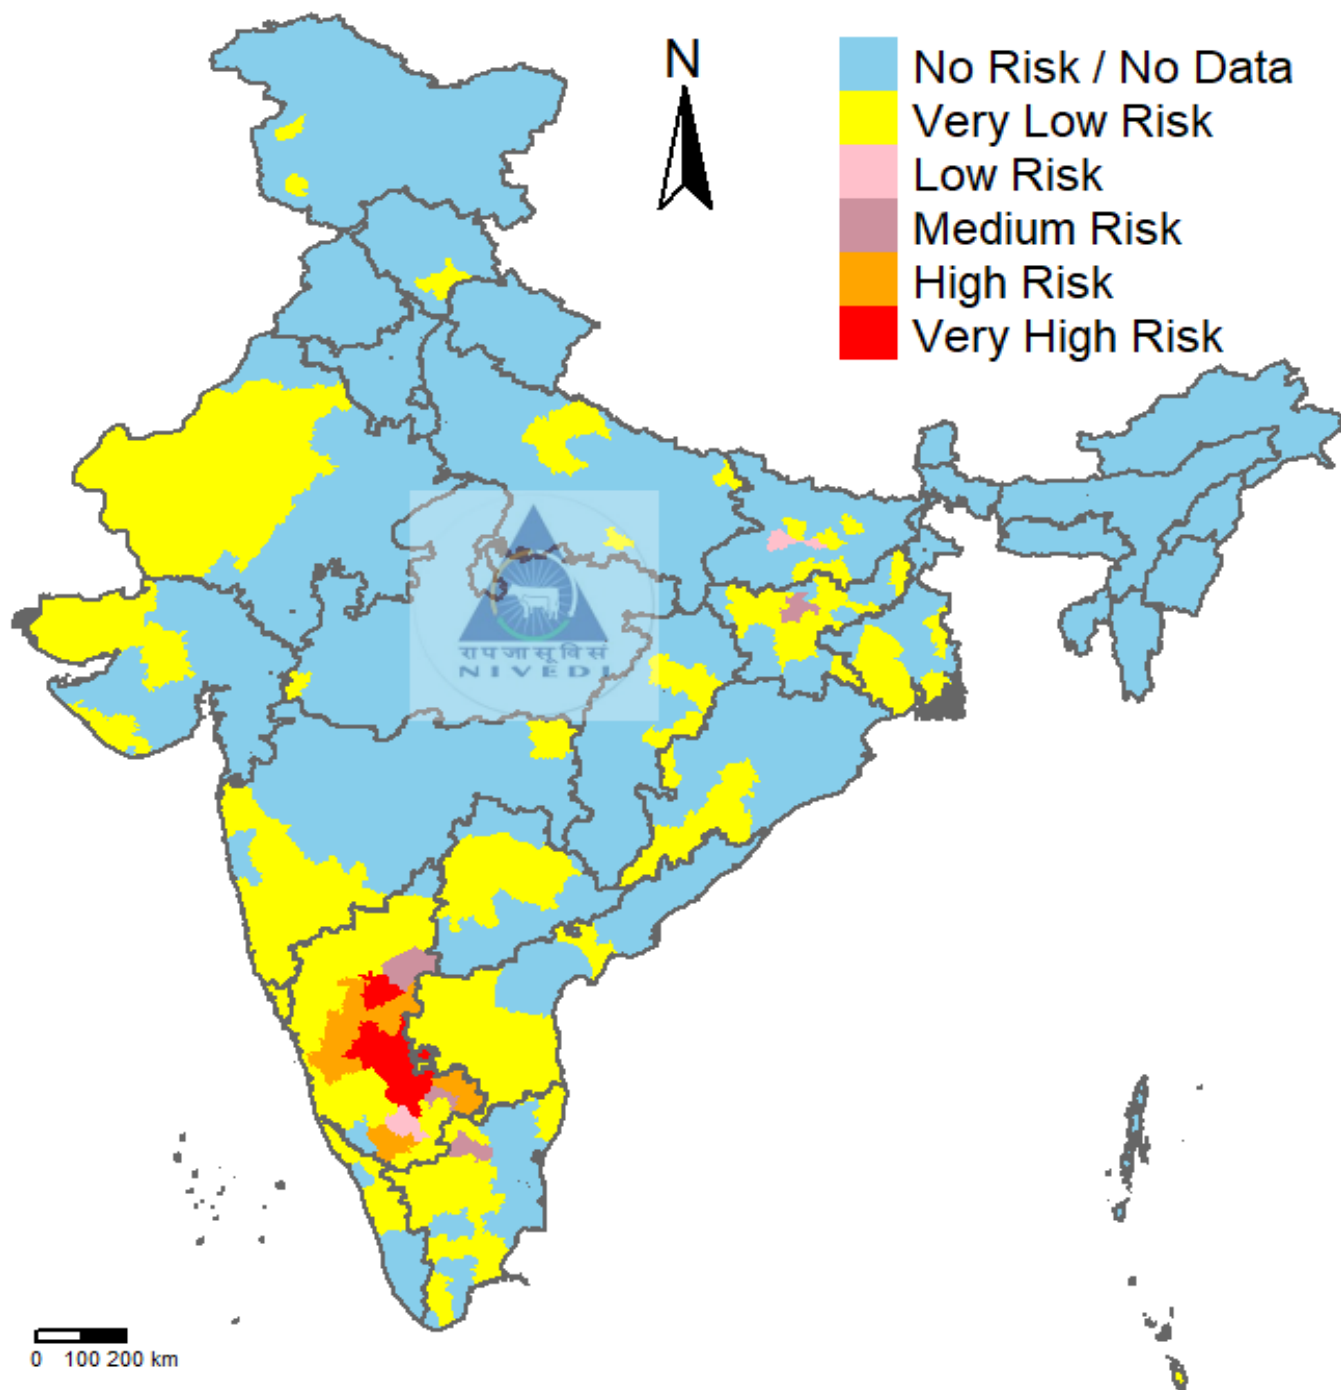 N
No Risk / No Data
Very Low Risk
Low Risk
Medium Risk
High Risk
Very High Risk
रा प जा सू वि सं
NIVEDI
0 100 200 km